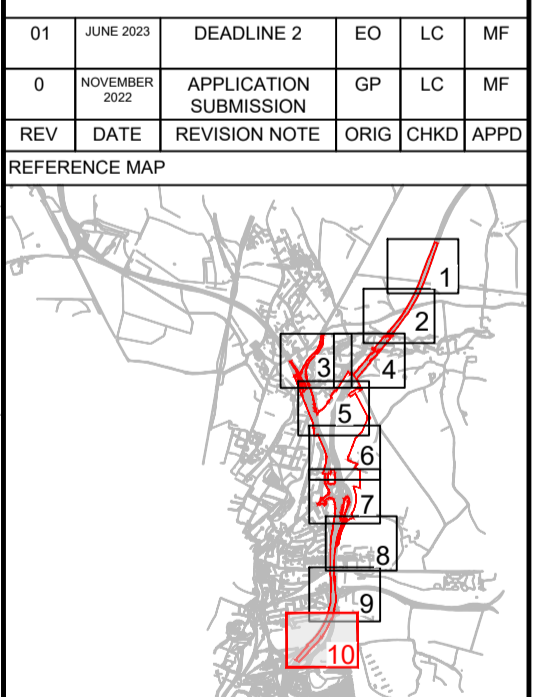 01 JUNE 2023 DEADLINE 2 EO LC MF
0 NOVEMBER 2022 APPLICATION SUBMISSION GP LC MF
REV DATE REVISION NOTE ORIG CHKD APPD
REFERENCE MAP
1
2
3 4
5
6
7
8
9
10